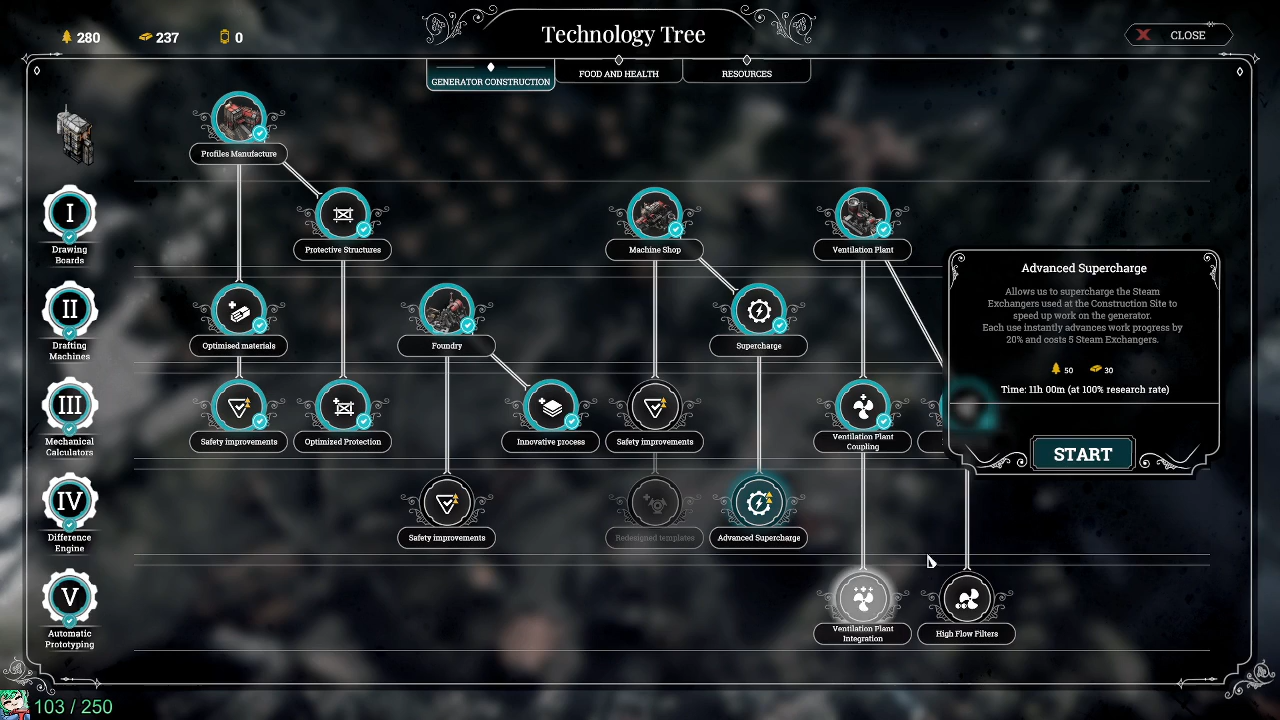 280
237
0
Technology Tree
CLOSE
GENERATOR CONSTRUCTION
FOOD AND HEALTH
RESOURCES
Profiles Manufacture
I
Drawing
Boards
Protective Structures
Machine Shop
Ventilation Plant
II
Drafting
Machines
Optimised materials
Foundry
Supercharge
III
Mechanical
Calculators
Safety improvements
Optimized Protection
Innovative process
Safety improvements
Ventilation Plant
Coupling
Advanced Supercharge
Allows us to supercharge the Steam
Exchangers used at the Construction Site to
speed up work on the generator.
Each use instantly advances work progress by
20% and costs 5 Steam Exchangers.
50
30
Time: 11h 00m (at 100% research rate)
START
IV
Difference
Engine
Safety improvements
Redesigned templates
Advanced Supercharge
V
Automatic
Prototyping
Ventilation Plant
Integration
High Flow Filters
103 / 250